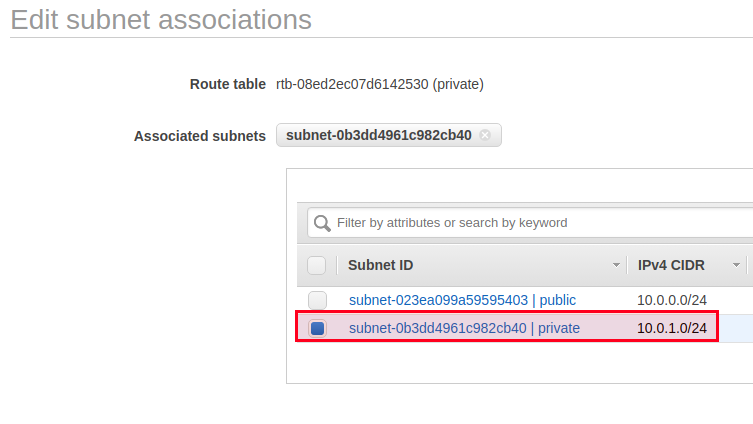 Edit subnet associations
Route table rtb-08ed2ec07d6142530 (private)
Associated subnets subnet-0b3dd4961c982cb40
Filter by attributes or search by keyword
Subnet ID IPv4 CIDR
subnet-023ea099a59595403 | public 10.0.0.0/24
subnet-0b3dd4961c982cb40 | private 10.0.1.0/24